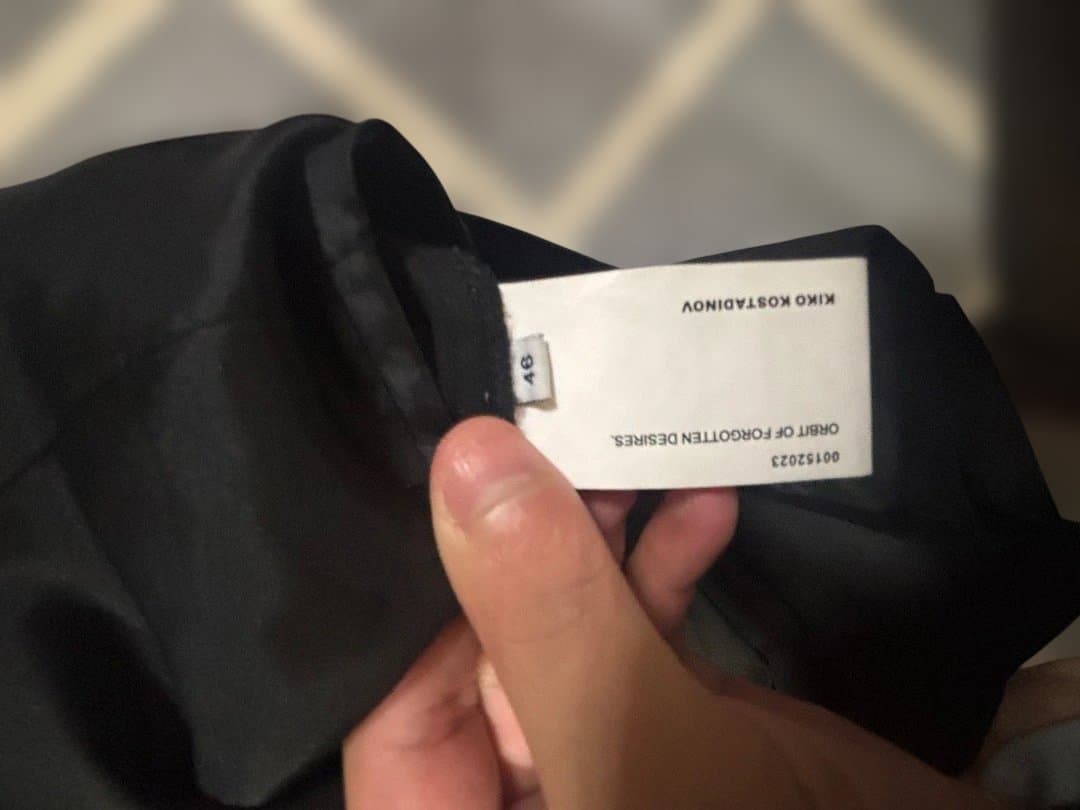 KIKO KOSTADINOV
46
ORBIT OF FORGOTTEN DESIRES.
00152023